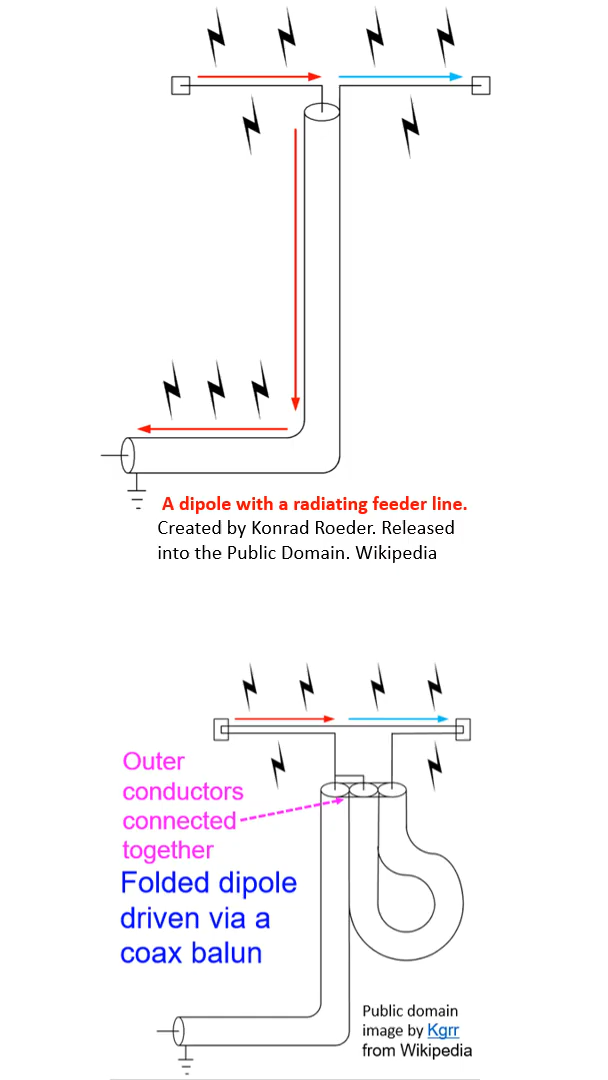 A dipole with a radiating feeder line.
Created by Konrad Roeder. Released
into the Public Domain. Wikipedia
Outer
conductors
connected
together
Folded dipole
driven via a
coax balun
Public domain
image by Kgrr
from Wikipedia